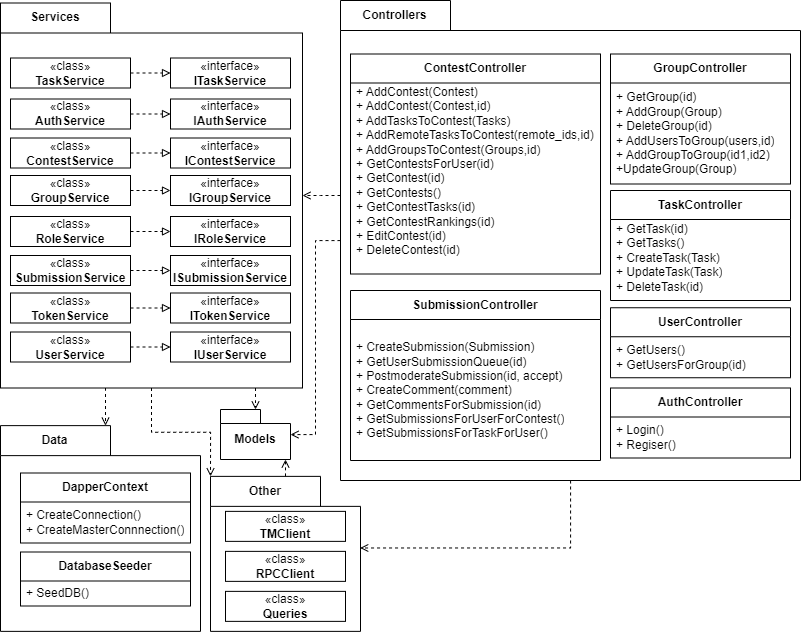 Services
«class»
TaskService
«interface»
ITaskService
«class»
AuthService
«interface»
IAuthService
«class»
ContestService
«interface»
IContestService
«class»
GroupService
«interface»
IGroupService
«class»
RoleService
«interface»
IRoleService
«class»
SubmissionService
«interface»
ISubmissionService
«class»
TokenService
«interface»
ITokenService
«class»
UserService
«interface»
IUserService
Controllers
ContestController
+ AddContest(Contest)
+ AddContest(Contest,id)
+ AddTasksToContest(Tasks)
+ AddRemoteTasksToContest(remote_ids,id)
+ AddGroupsToContest(Groups,id)
+ GetContestsForUser(id)
+ GetContest(id)
+ GetContests()
+ GetContestTasks(id)
+ GetContestRankings(id)
+ EditContest(id)
+ DeleteContest(id)
GroupController
+ GetGroup(id)
+ AddGroup(Group)
+ DeleteGroup(id)
+ AddUsersToGroup(users,id)
+ AddGroupToGroup(id1,id2)
+UpdateGroup(Group)
TaskController
+ GetTask(id)
+ GetTasks()
+ CreateTask(Task)
+ UpdateTask(Task)
+ DeleteTask(id)
SubmissionController
+ CreateSubmission(Submission)
+ GetUserSubmissionQueue(id)
+ PostmoderateSubmission(id, accept)
+ CreateComment(comment)
+ GetCommentsForSubmission(id)
+ GetSubmissionsForUserForContest()
+ GetSubmissionsForTaskForUser()
UserController
+ GetUsers()
+ GetUsersForGroup(id)
AuthController
+ Login()
+ Regiser()
Data
DapperContext
+ CreateConnection()
+ CreateMasterConnnection()
DatabaseSeeder
+ SeedDB()
Models
Other
«class»
TMClient
«class»
RPCClient
«class»
Queries